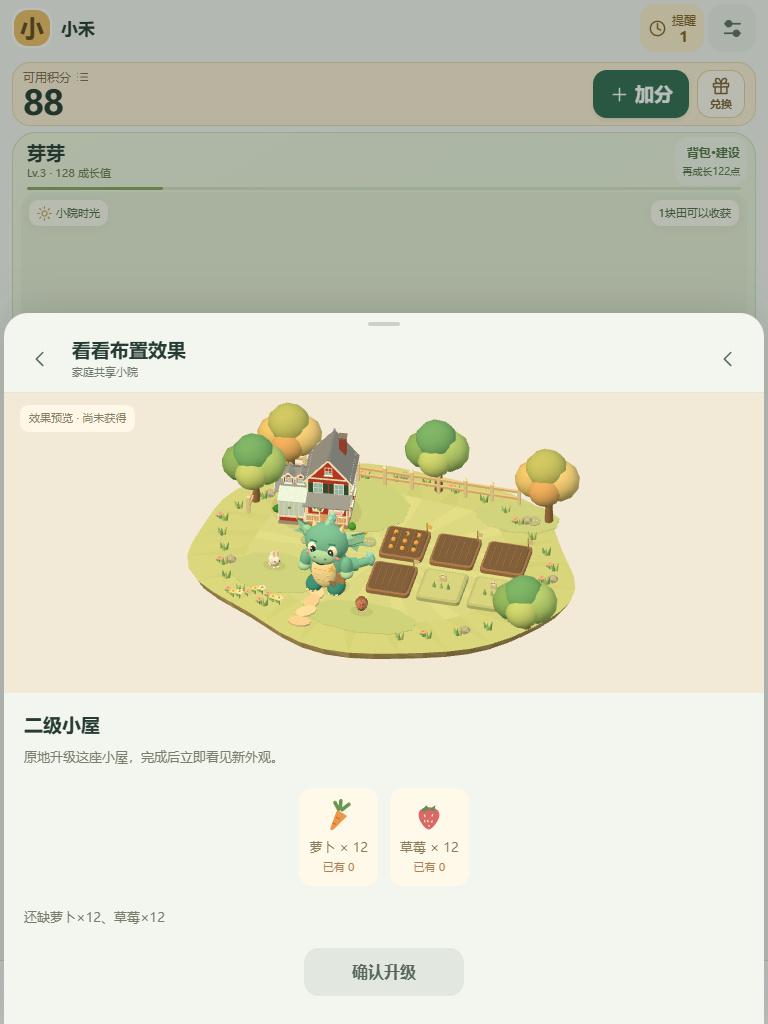 小
小禾
提醒
1
可用积分
88
加分
兑换
芽芽
Lv.3 · 128 成长值
背包•建设
再成长122点
小院时光
1块田可以收获
看看布置效果
家庭共享小院
效果预览 · 尚未获得
二级小屋
原地升级这座小屋，完成后立即看见新外观。
萝卜 × 12
已有 0
草莓 × 12
已有 0
还缺萝卜×12、草莓×12
确认升级